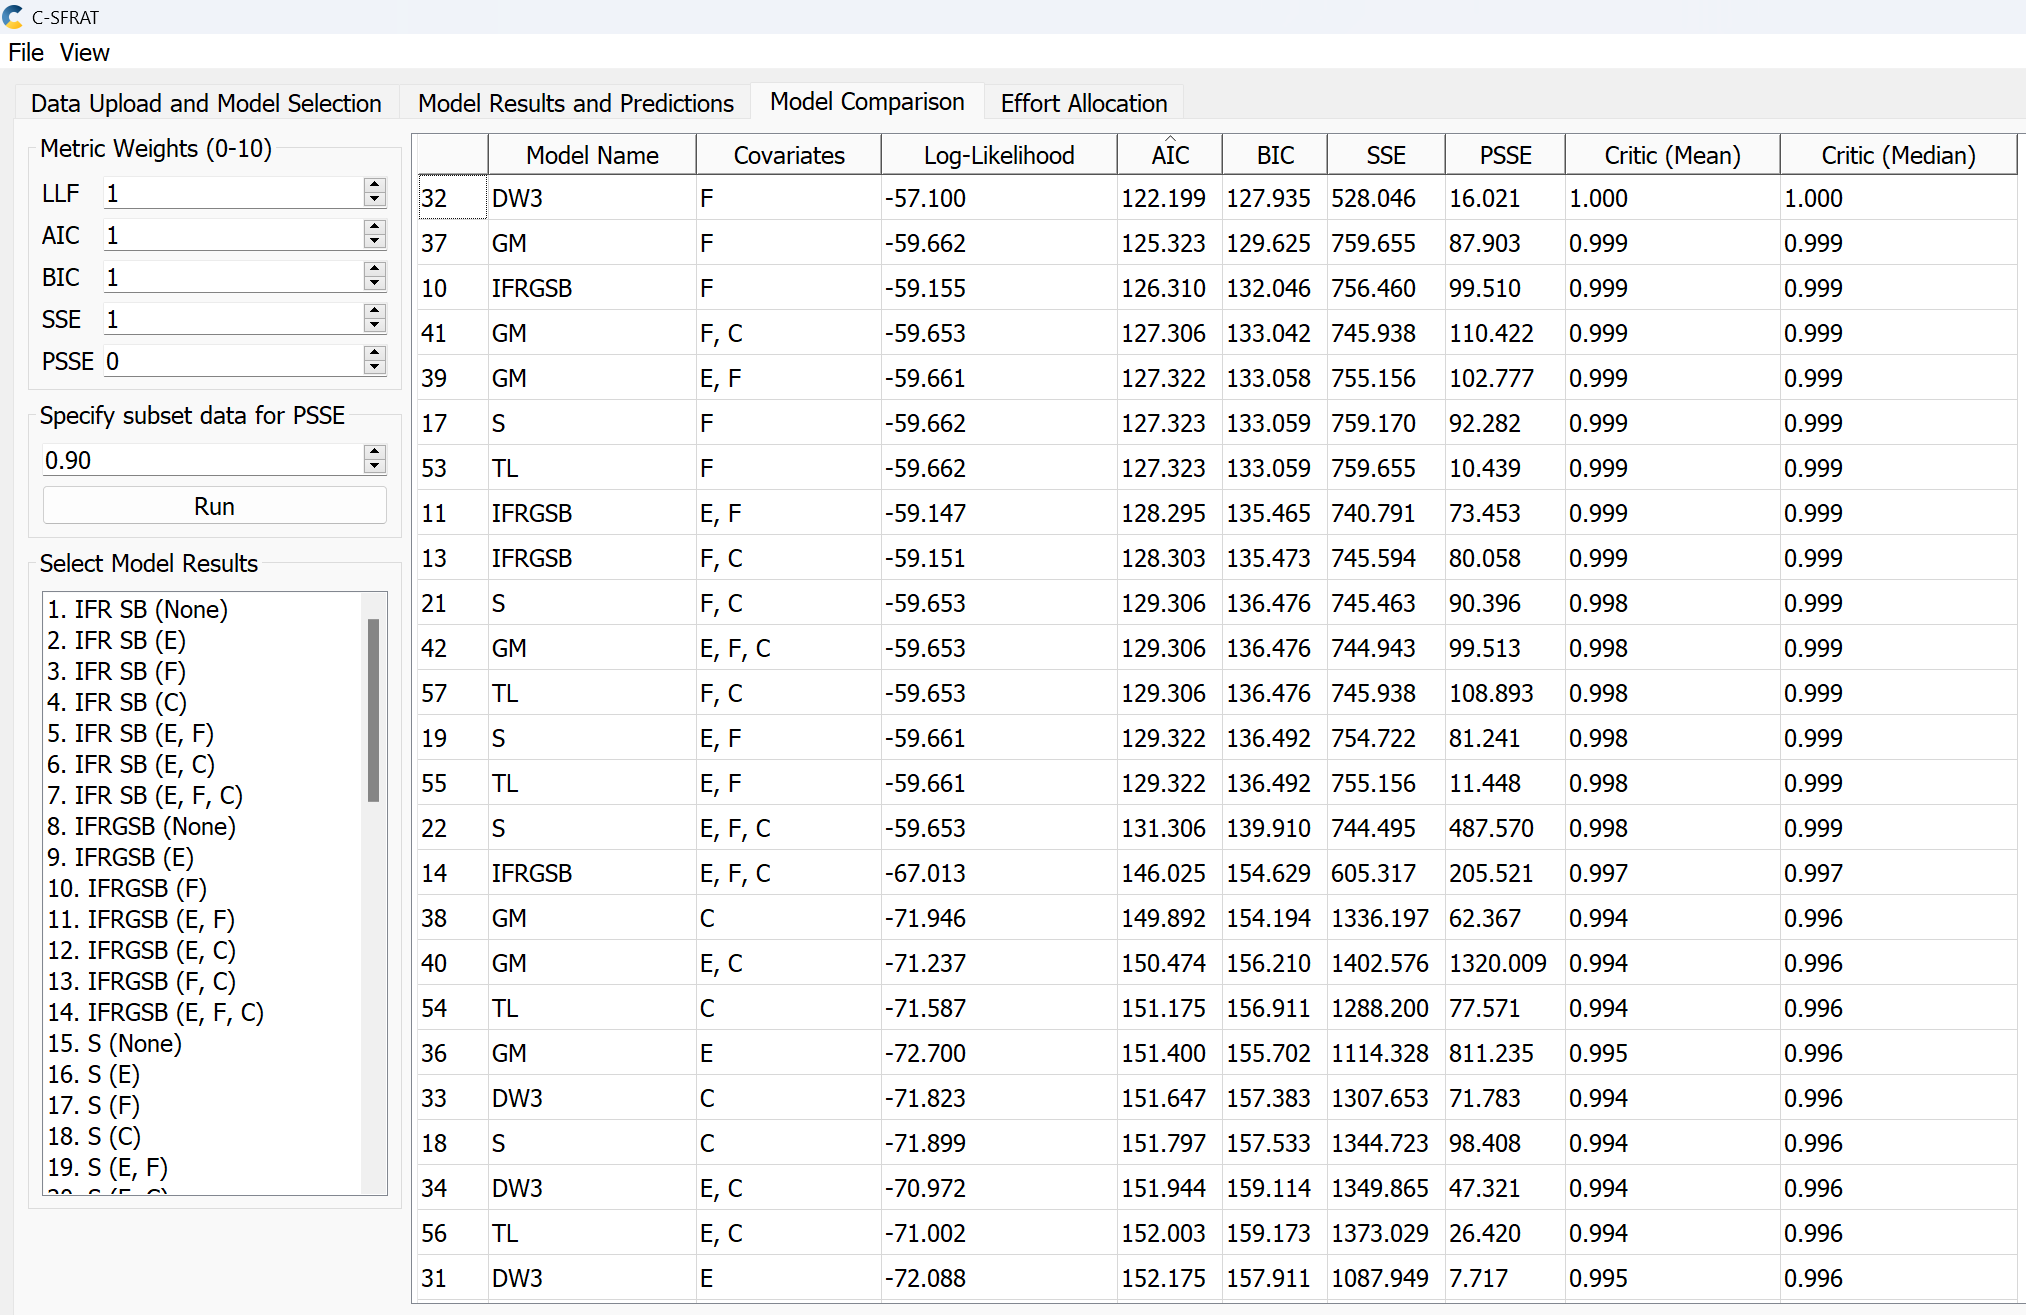 C-SFRAT
File View
Data Upload and Model Selection Model Results and Predictions Model Comparison Effort Allocation
Metric Weights (0-10)
LLF 1
AIC 1
BIC 1
SSE 1
PSSE 0
Specify subset data for PSSE
0.90
Run
Select Model Results
1. IFR SB (None)
2. IFR SB (E)
3. IFR SB (F)
4. IFR SB (C)
5. IFR SB (E, F)
6. IFR SB (E, C)
7. IFR SB (E, F, C)
8. IFRGSB (None)
9. IFRGSB (E)
10. IFRGSB (F)
11. IFRGSB (E, F)
12. IFRGSB (E, C)
13. IFRGSB (F, C)
14. IFRGSB (E, F, C)
15. S (None)
16. S (E)
17. S (F)
18. S (C)
19. S (E, F)
20. S (E, C)
Model Name Covariates Log-Likelihood AIC BIC SSE PSSE Critic (Mean) Critic (Median)
32 DW3 F -57.100 122.199 127.935 528.046 16.021 1.000 1.000
37 GM F -59.662 125.323 129.625 759.655 87.903 0.999 0.999
10 IFRGSB F -59.155 126.310 132.046 756.460 99.510 0.999 0.999
41 GM F, C -59.653 127.306 133.042 745.938 110.422 0.999 0.999
39 GM E, F -59.661 127.322 133.058 755.156 102.777 0.999 0.999
17 S F -59.662 127.323 133.059 759.170 92.282 0.999 0.999
53 TL F -59.662 127.323 133.059 759.655 10.439 0.999 0.999
11 IFRGSB E, F -59.147 128.295 135.465 740.791 73.453 0.999 0.999
13 IFRGSB F, C -59.151 128.303 135.473 745.594 80.058 0.999 0.999
21 S F, C -59.653 129.306 136.476 745.463 90.396 0.998 0.999
42 GM E, F, C -59.653 129.306 136.476 744.943 99.513 0.998 0.999
57 TL F, C -59.653 129.306 136.476 745.938 108.893 0.998 0.999
19 S E, F -59.661 129.322 136.492 754.722 81.241 0.998 0.999
55 TL E, F -59.661 129.322 136.492 755.156 11.448 0.998 0.999
22 S E, F, C -59.653 131.306 139.910 744.495 487.570 0.998 0.999
14 IFRGSB E, F, C -67.013 146.025 154.629 605.317 205.521 0.997 0.997
38 GM C -71.946 149.892 154.194 1336.197 62.367 0.994 0.996
40 GM E, C -71.237 150.474 156.210 1402.576 1320.009 0.994 0.996
54 TL C -71.587 151.175 156.911 1288.200 77.571 0.994 0.996
36 GM E -72.700 151.400 155.702 1114.328 811.235 0.995 0.996
33 DW3 C -71.823 151.647 157.383 1307.653 71.783 0.994 0.996
18 S C -71.899 151.797 157.533 1344.723 98.408 0.994 0.996
34 DW3 E, C -70.972 151.944 159.114 1349.865 47.321 0.994 0.996
56 TL E, C -71.002 152.003 159.173 1373.029 26.420 0.994 0.996
31 DW3 E -72.088 152.175 157.911 1087.949 7.717 0.995 0.996